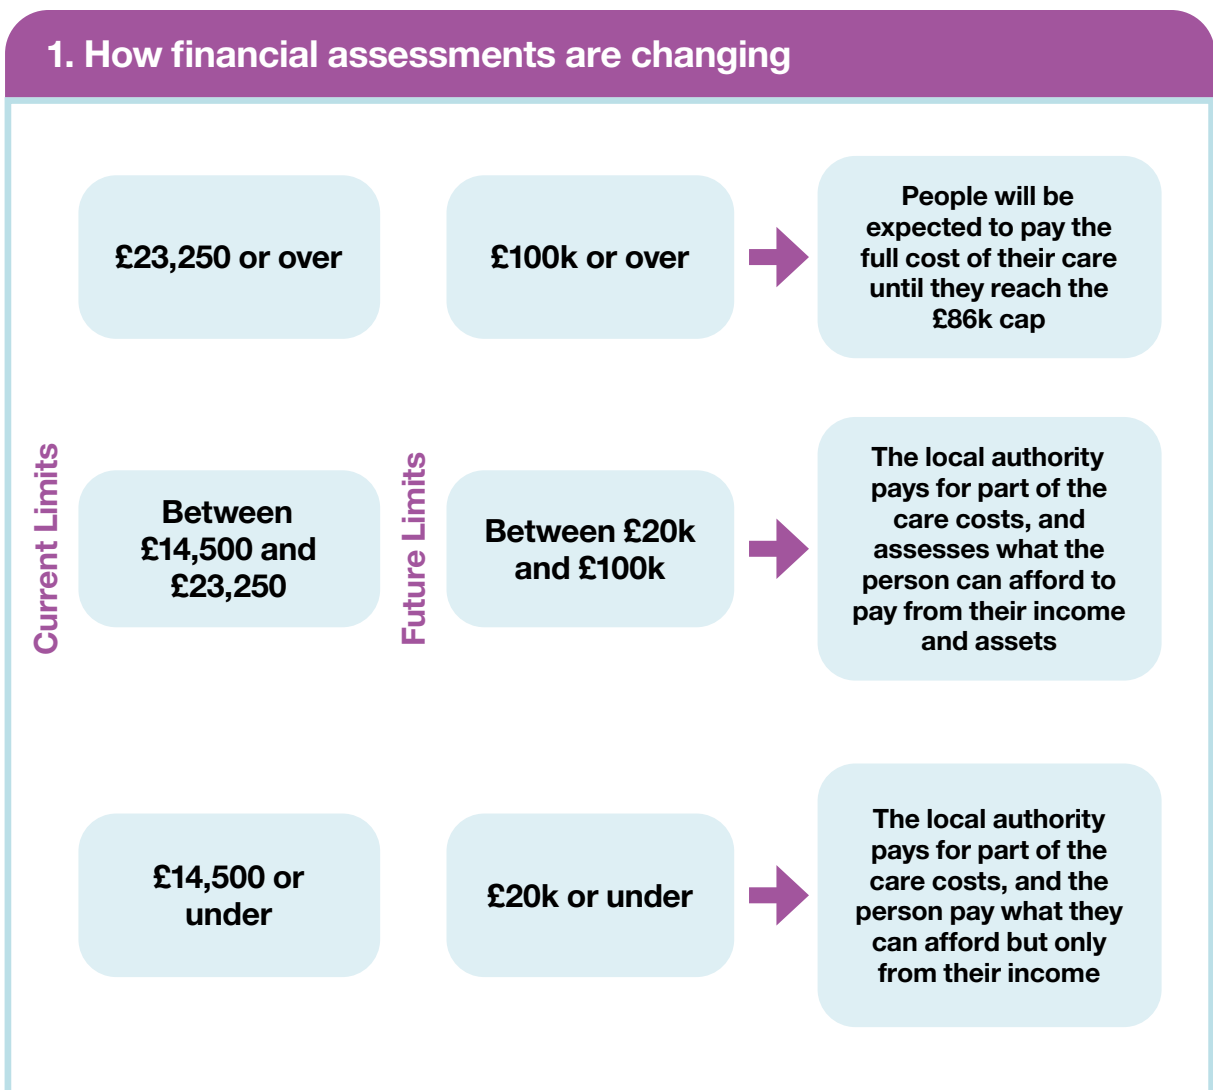 1. How financial assessments are changing
Current Limits
£23,250 or over
Between
£14,500 and
£23,250
£14,500 or
under
Future Limits
£100k or over
Between £20k
and £100k
£20k or under
People will be
expected to pay the
full cost of their care
until they reach the
£86k cap
The local authority
pays for part of the
care costs, and
assesses what the
person can afford to
pay from their income
and assets
The local authority
pays for part of the
care costs, and the
person pay what they
can afford but only
from their income